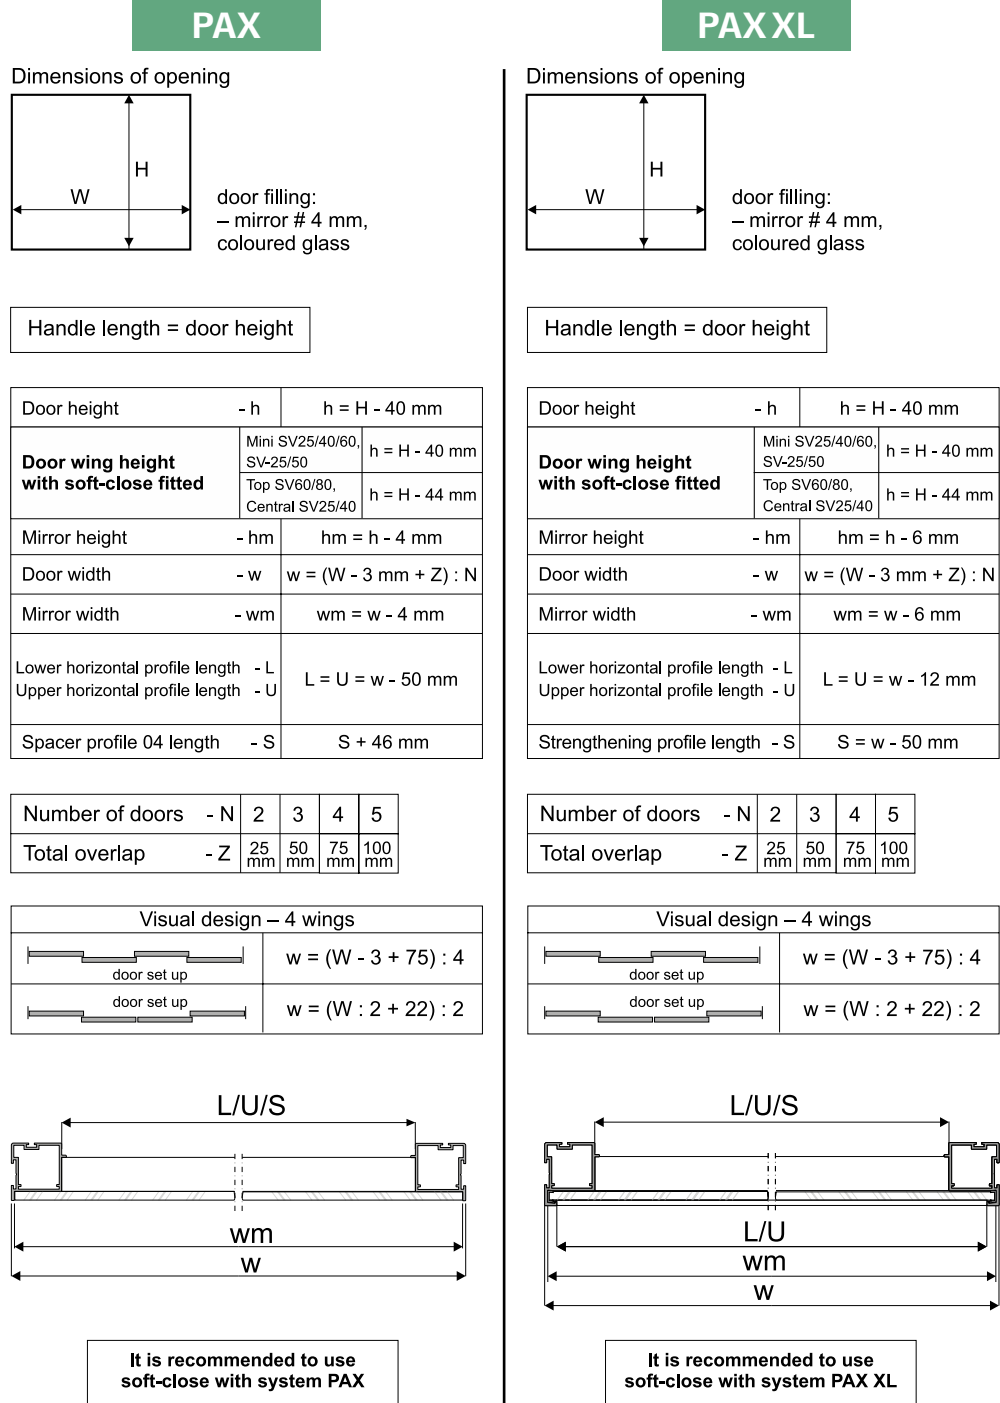 PAX
Dimensions of opening
H
W
door filling:
– mirror # 4 mm,
coloured glass
Handle length = door height
Door height - h h = H - 40 mm
Door wing height
with soft-close fitted
Mini SV25/40/60,
SV-25/50
h = H - 40 mm
Top SV60/80,
Central SV25/40
h = H - 44 mm
Mirror height - hm hm = h - 4 mm
Door width - w w = (W - 3 mm + Z) : N
Mirror width - wm wm = w - 4 mm
Lower horizontal profile length - L
Upper horizontal profile length - U
L = U = w - 50 mm
Spacer profile 04 length - S S + 46 mm
Number of doors - N 2 3 4 5
Total overlap - Z 25 mm 50 mm 75 mm 100 mm
Visual design – 4 wings
door set up
w = (W - 3 + 75) : 4
door set up
w = (W : 2 + 22) : 2
L/U/S
wm
w
It is recommended to use
soft-close with system PAX
PAX XL
Dimensions of opening
H
W
door filling:
– mirror # 4 mm,
coloured glass
Handle length = door height
Door height - h h = H - 40 mm
Door wing height
with soft-close fitted
Mini SV25/40/60,
SV-25/50
h = H - 40 mm
Top SV60/80,
Central SV25/40
h = H - 44 mm
Mirror height - hm hm = h - 6 mm
Door width - w w = (W - 3 mm + Z) : N
Mirror width - wm wm = w - 6 mm
Lower horizontal profile length - L
Upper horizontal profile length - U
L = U = w - 12 mm
Strengthening profile length - S S = w - 50 mm
Number of doors - N 2 3 4 5
Total overlap - Z 25 mm 50 mm 75 mm 100 mm
Visual design – 4 wings
door set up
w = (W - 3 + 75) : 4
door set up
w = (W : 2 + 22) : 2
L/U/S
L/U
wm
w
It is recommended to use
soft-close with system PAX XL